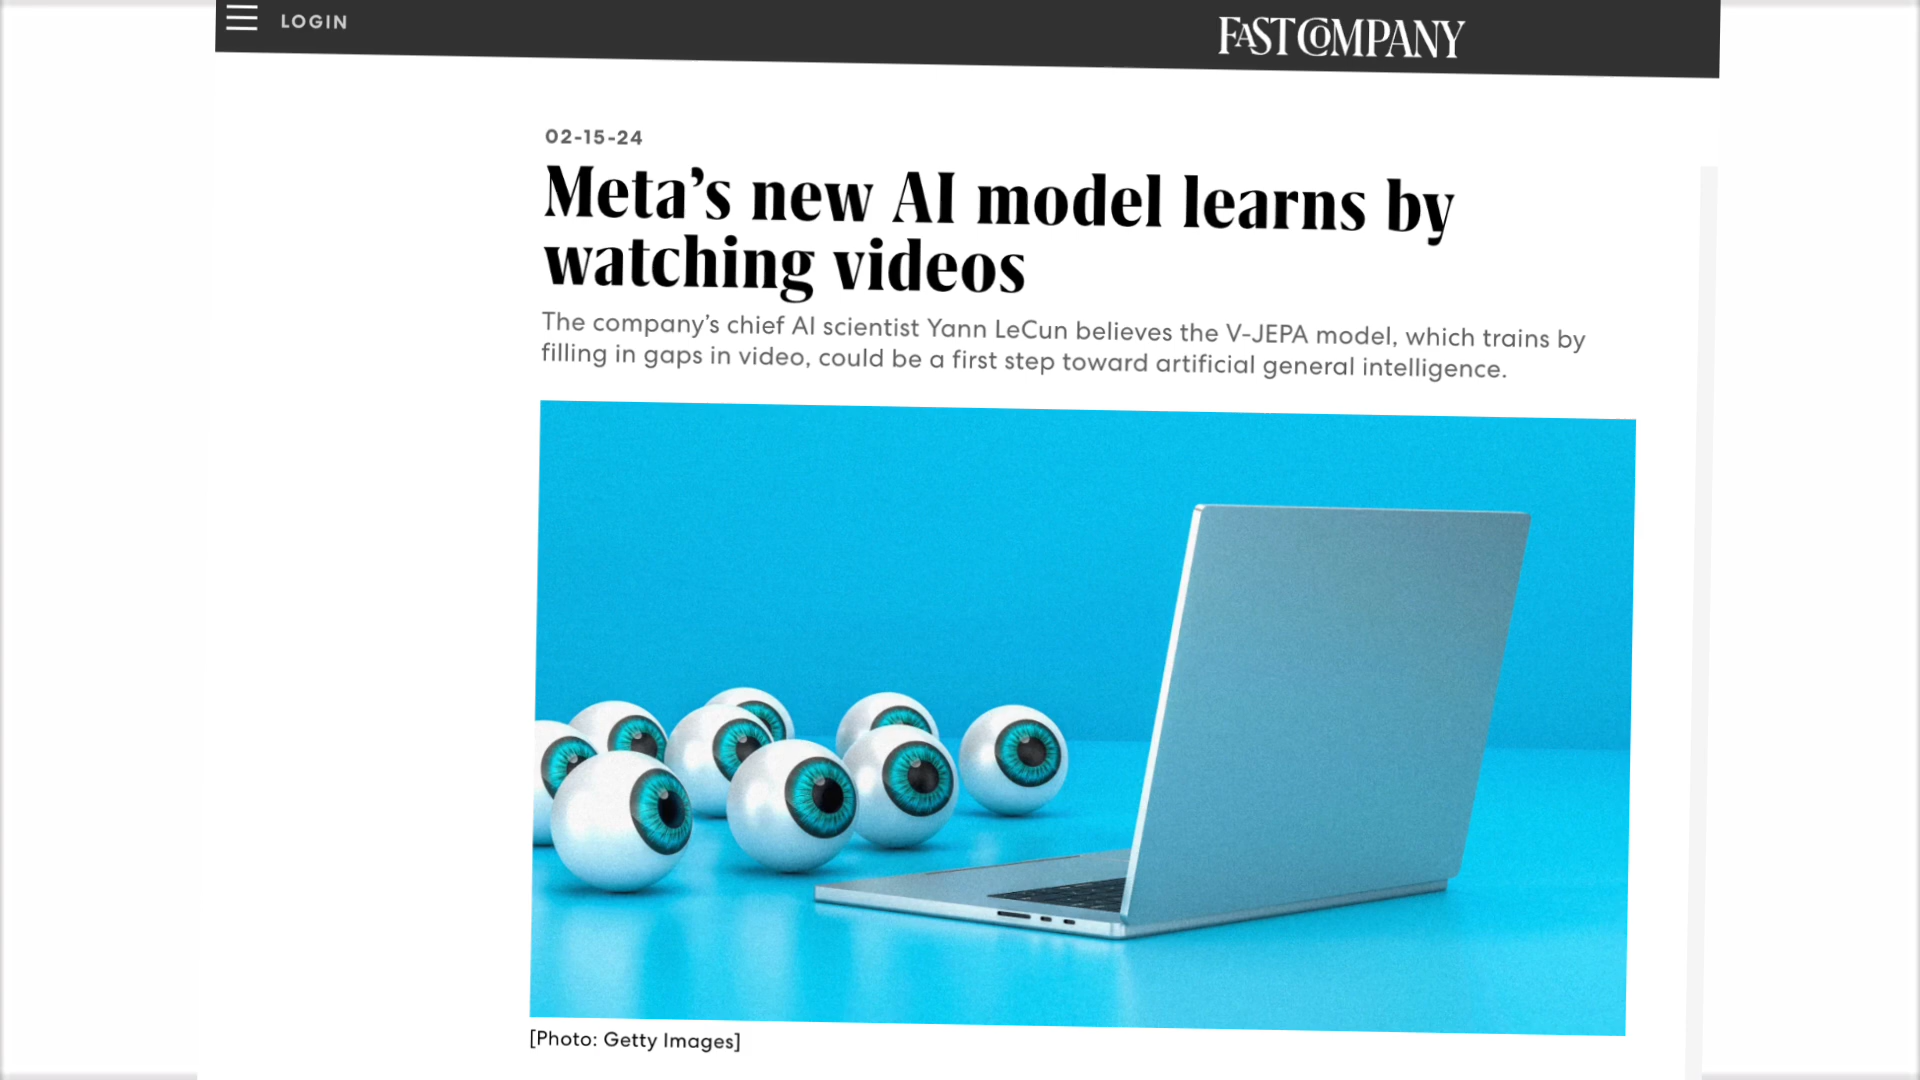 LOGIN
FAST COMPANY
02-15-24
Meta’s new AI model learns by
watching videos
The company’s chief AI scientist Yann LeCun believes the V-JEPA model, which trains by
filling in gaps in video, could be a first step toward artificial general intelligence.
[Photo: Getty Images]